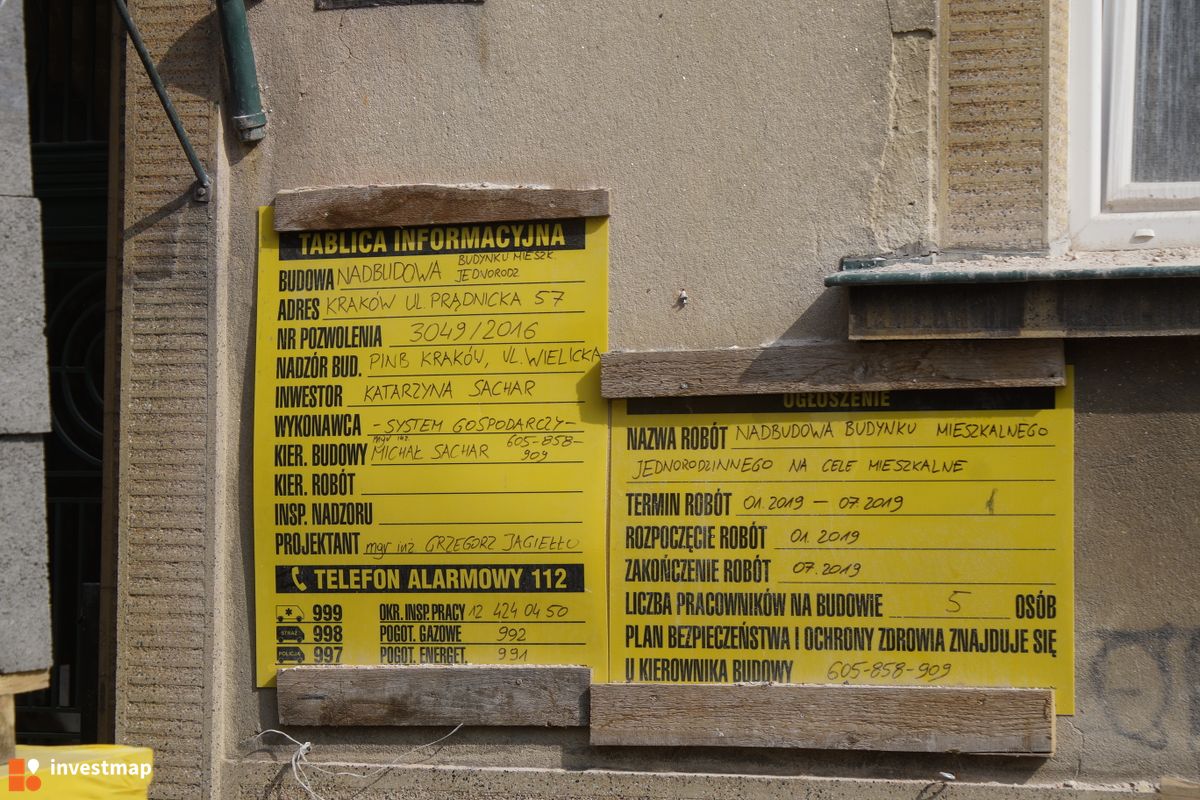 TABLICA INFORMACYJNA
BUDOWA NADBUDOWA BUDYNKU MIESZK.
JEDNORODZ
ADRES KRAKÓW UL. PRĄDNICKA 57
NR POZWOLENIA 3049/2016
NADZÓR BUD. PINB KRAKÓW, UL. WIELICKA
INWESTOR KATARZYNA SACHAR
WYKONAWCA - SYSTEM GOSPODARCZY -
KIER. BUDOWY mgr inż. MICHAŁ SACHAR 605-858-
909
KIER. ROBÓT
INSP. NADZORU
PROJEKTANT mgr inż. GRZEGORZ JAGIEŁŁO
TELEFON ALARMOWY 112
999 OKR. INSP. PRACY 12 424 04 50
STRAŻ 998 POGOT. GAZOWE 992
POLICJA 997 POGOT. ENERGET. 991
OGŁOSZENIE
NAZWA ROBÓT NADBUDOWA BUDYNKU MIESZKALNEGO
JEDNORODZINNEGO NA CELE MIESZKALNE
TERMIN ROBÓT 01.2019 – 07.2019
ROZPOCZĘCIE ROBÓT 01.2019
ZAKOŃCZENIE ROBÓT 07.2019
LICZBA PRACOWNIKÓW NA BUDOWIE 5 OSÓB
PLAN BEZPIECZEŃSTWA I OCHRONY ZDROWIA ZNAJDUJE SIĘ
U KIEROWNIKA BUDOWY 605-858-909
investmap